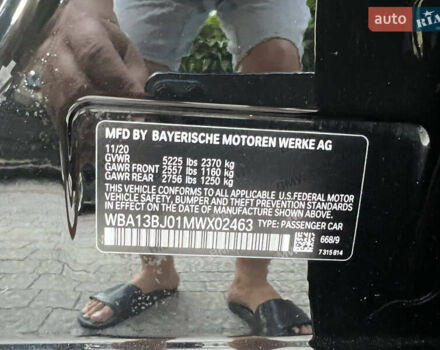 auto RIA
MFD BY BAYERISCHE MOTOREN WERKE AG
11/20
GVWR 5225 lbs 2370 kg
GAWR FRONT 2557 lbs 1160 kg
GAWR REAR 2756 lbs 1250 kg
THIS VEHICLE CONFORMS TO ALL APPLICABLE U.S.FEDERAL MOTOR
VEHICLE SAFETY, BUMPER AND THEFT PREVENTION STANDARDS IN
EFFECT ON THE DATE OF MANUFACTURE SHOWN ABOVE.
WBA13BJ01MWX02463 TYPE: PASSENGER CAR
668/9
7 315 814